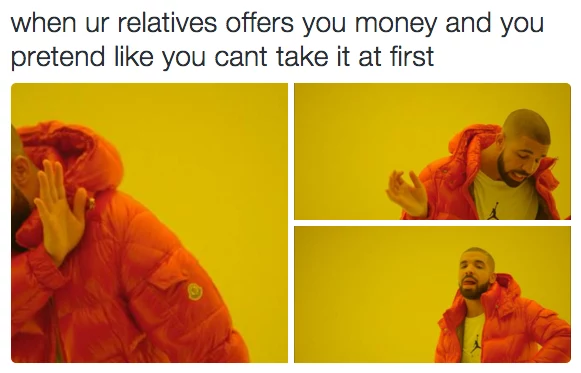 when ur relatives offers you money and you
pretend like you cant take it at first